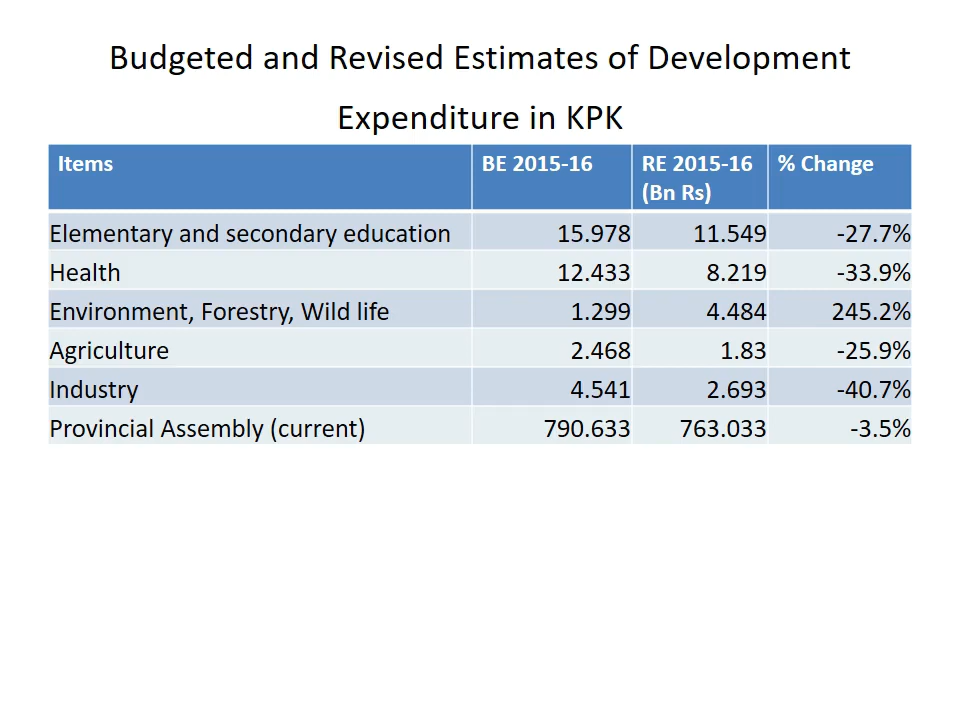 Budgeted and Revised Estimates of Development
Expenditure in KPK
Items BE 2015-16 RE 2015-16 (Bn Rs) % Change
Elementary and secondary education 15.978 11.549 -27.7%
Health 12.433 8.219 -33.9%
Environment, Forestry, Wild life 1.299 4.484 245.2%
Agriculture 2.468 1.83 -25.9%
Industry 4.541 2.693 -40.7%
Provincial Assembly (current) 790.633 763.033 -3.5%